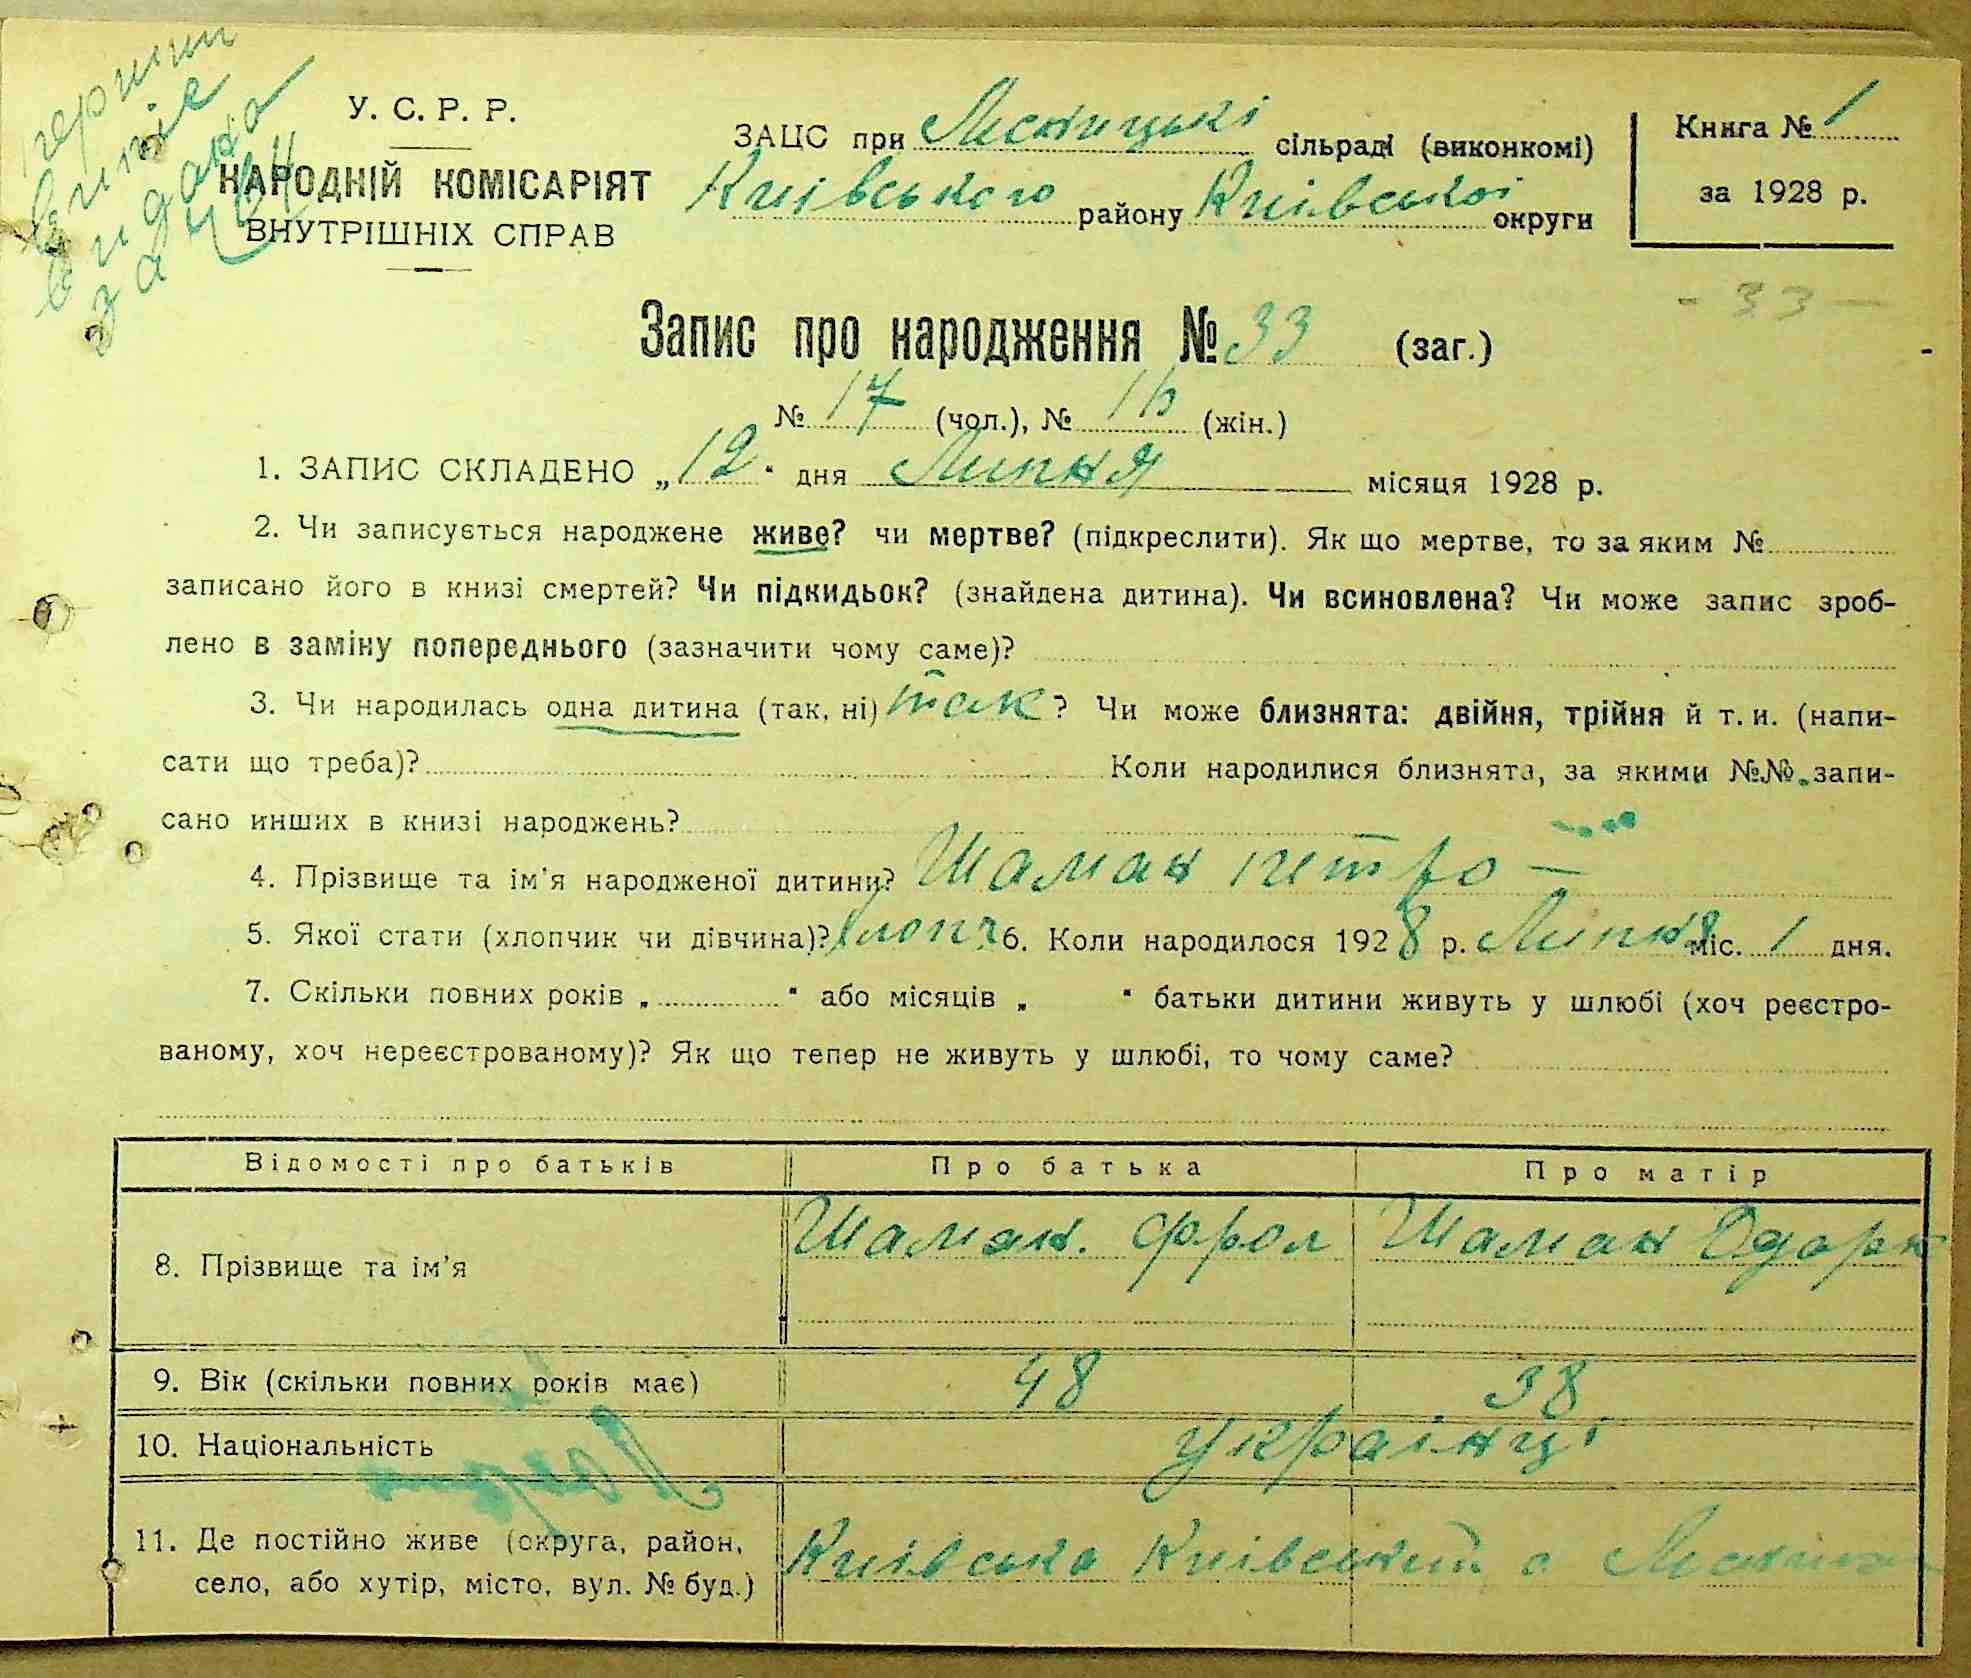 перший
витяг
видано
за № 24
У. С. Р. Р.
НАРОДНІЙ КОМІСАРІЯТ
ВНУТРІШНІХ СПРАВ
ЗАЦС при сільраді (виконкомі)
Київського району Київської округи
Книга № 1
за 1928 р.
- 33 -
Запис про народження № 33 (заг.)
№ 17 (чол.), № 16 (жін.)
1. ЗАПИС СКЛАДЕНО „12“ дня Липня місяця 1928 р.
2. Чи записується народжене живе? чи мертве? (підкреслити). Як що мертве, то за яким №
записано його в книзі смертей? Чи підкидьок? (знайдена дитина). Чи всиновлена? Чи може запис зроб-
лено в заміну попереднього (зазначити чому саме)?
3. Чи народилась одна дитина (так, ні) так? Чи може близнята: двійня, трійня й т. и. (напи-
сати що треба)? Коли народилися близнята, за якими №№ запи-
сано инших в книзі народжень?
4. Прізвище та ім'я народженої дитини? Шаман Петро —
5. Якої стати (хлопчик чи дівчина)? хлопч 6. Коли народилося 1928 р. Липня міс. 1 дня.
7. Скільки повних років „ “ або місяців „ “ батьки дитини живуть у шлюбі (хоч реєстро-
ваному, хоч нереєстрованому)? Як що тепер не живуть у шлюбі, то чому саме?
Відомості про батьків Про батька Про матір
8. Прізвище та ім'я Шаман Фрол Шаман Одарк
9. Вік (скільки повних років має) 48 38
10. Національність українці
11. Де постійно живе (округа, район,
село, або хутір, місто, вул. № буд.) Київська Київський с